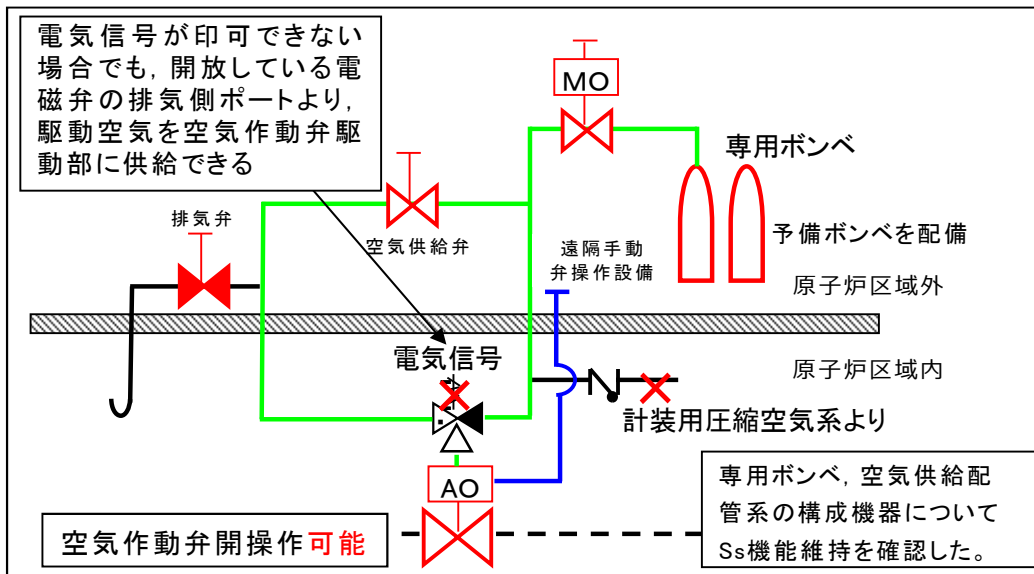 電気信号が印可できない
場合でも，開放している電
磁弁の排気側ポートより，
駆動空気を空気作動弁駆
動部に供給できる
MO
専用ボンベ
排気弁
空気供給弁
遠隔手動
弁操作設備
予備ボンベを配備
原子炉区域外
電気信号
原子炉区域内
計装用圧縮空気系より
AO
専用ボンベ，空気供給配
管系の構成機器について
Ss機能維持を確認した。
空気作動弁開操作可能